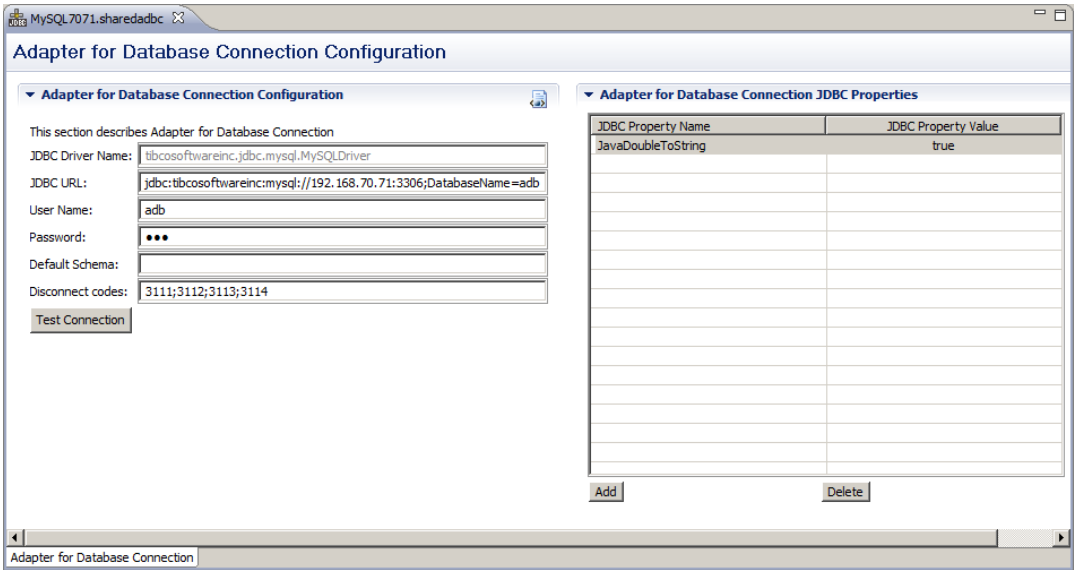 MySQL7071.sharedadbc
Adapter for Database Connection Configuration
Adapter for Database Connection Configuration
This section describes Adapter for Database Connection
JDBC Driver Name: tibcosoftwareinc.jdbc.mysql.MySQLDriver
JDBC URL: jdbc:tibcosoftwareinc:mysql://192.168.70.71:3306;DatabaseName=adb
User Name: adb
Password: ●●●
Default Schema:
Disconnect codes: 3111;3112;3113;3114
Test Connection
Adapter for Database Connection JDBC Properties
JDBC Property Name JDBC Property Value
JavaDoubleToString true
Add Delete
Adapter for Database Connection